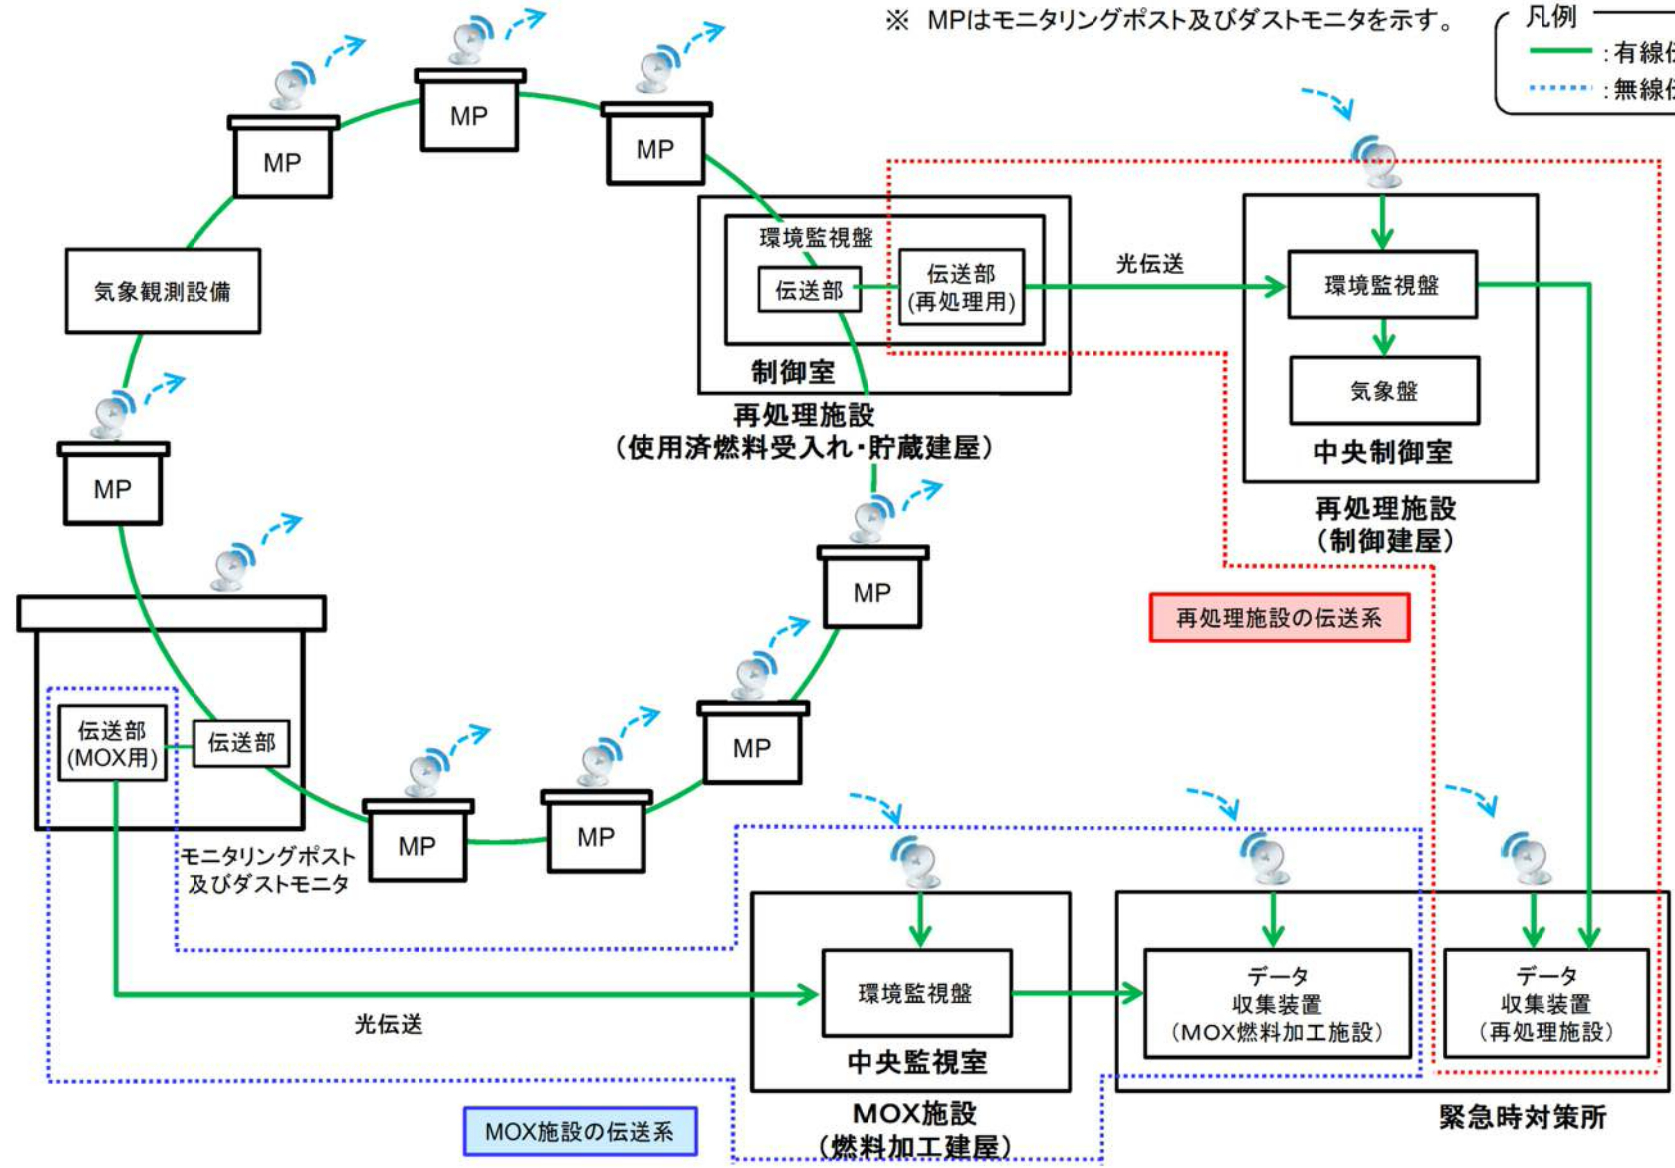 ※ MPはモニタリングポスト及びダストモニタを示す。
凡例
:有線伝
:無線伝
MP
MP
MP
気象観測設備
環境監視盤
伝送部
伝送部
(再処理用)
制御室
再処理施設
(使用済燃料受入れ・貯蔵建屋)
光伝送
環境監視盤
気象盤
中央制御室
再処理施設
(制御建屋)
MP
MP
再処理施設の伝送系
伝送部
(MOX用)
伝送部
MP
MP
MP
モニタリングポスト
及びダストモニタ
光伝送
環境監視盤
中央監視室
MOX施設
(燃料加工建屋)
データ
収集装置
(MOX燃料加工施設)
データ
収集装置
(再処理施設)
緊急時対策所
MOX施設の伝送系